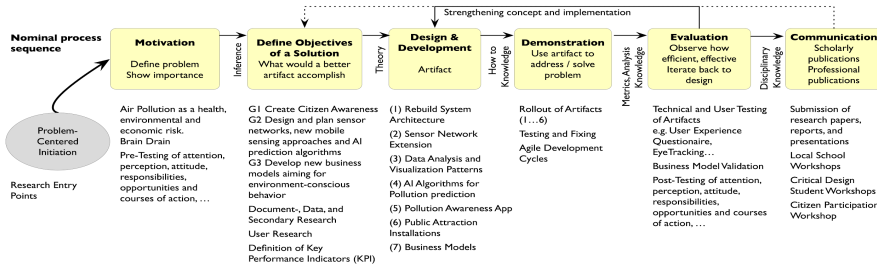 Strengthening concept and implementation
Nominal process
sequence
Motivation
Define problem
Show importance
Inference
Define Objectives
of a Solution
What would a better
artifact accomplish
Theory
Design &
Development
Artifact
How to
Knowledge
Demonstration
Use artifact to
address / solve
problem
Metrics, Analysis
Knowledge
Evaluation
Observe how
efficient, effective
Iterate back to
design
Disciplinary
Knowledge
Communication
Scholarly
publications
Professional
publications
Problem-
Centered
Initiation
Research Entry
Points
Air Pollution as a health,
environmental and
economic risk.
Brain Drain
Pre-Testing of attention,
perception, attitude,
responsibilities,
opportunities and
courses of action, …
G1 Create Citizen Awareness
G2 Design and plan sensor
networks, new mobile
sensing approaches and AI
prediction algorithms
G3 Develop new business
models aiming for
environment-conscious
behavior
Document-, Data, and
Secondary Research
User Research
Definition of Key
Performance Indicators (KPI)
(1) Rebuild System
Architecture
(2) Sensor Network
Extension
(3) Data Analysis and
Visualization Patterns
(4) AI Algorithms for
Pollution prediction
(5) Pollution Awareness App
(6) Public Attraction
Installations
(7) Business Models
Rollout of Artifacts
(1…6)
Testing and Fixing
Agile Development
Cycles
Technical and User Testing
of Artifacts
e.g. User Experience
Questionaire,
EyeTracking…
Business Model Validation
Post-Testing of attention,
perception, attitude,
responsibilities,
opportunities and courses
of action, …
Submission of
research papers,
reports, and
presentations
Local School
Workshops
Critical Design
Student Workshops
Citizen Participation
Workshop